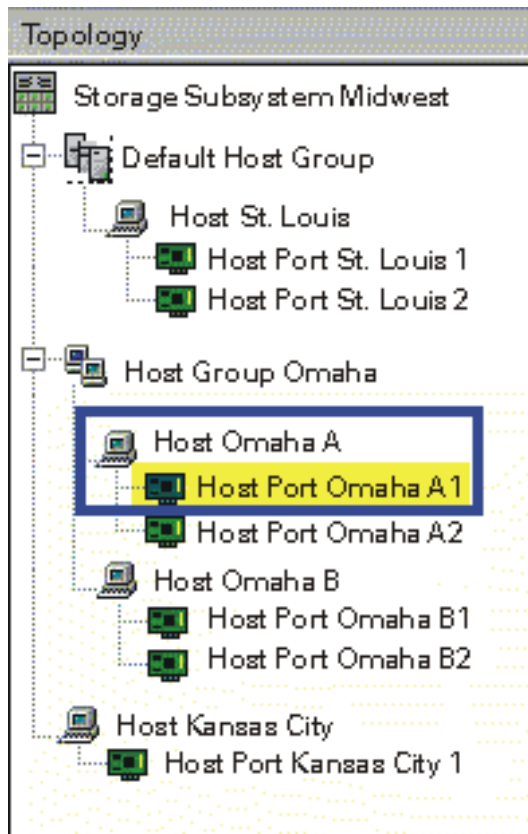 Topology
Storage Subsystem Midwest
Default Host Group
Host St. Louis
Host Port St. Louis 1
Host Port St. Louis 2
Host Group Omaha
Host Omaha A
Host Port Omaha A1
Host Port Omaha A2
Host Omaha B
Host Port Omaha B1
Host Port Omaha B2
Host Kansas City
Host Port Kansas City 1